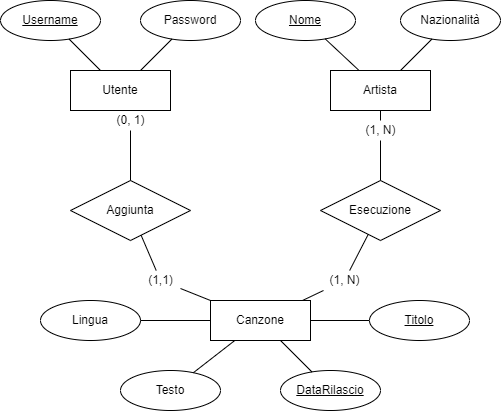 Username
Password
Nome
Nazionalità
Utente
Artista
(0, 1)
(1, N)
Aggiunta
Esecuzione
(1,1)
(1, N)
Lingua
Canzone
Titolo
Testo
DataRilascio